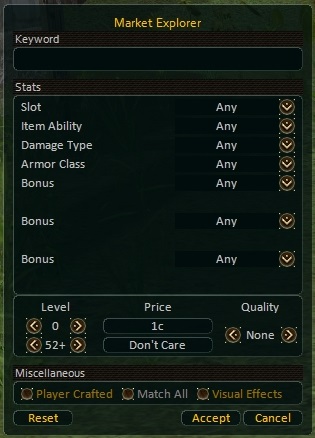 Market Explorer
Keyword
Stats
Slot Any
Item Ability Any
Damage Type Any
Armor Class Any
Bonus Any
Bonus Any
Bonus Any
Level Price Quality
0 1c None
52+ Don't Care
Miscellaneous
Player Crafted Match All Visual Effects
Reset Accept Cancel